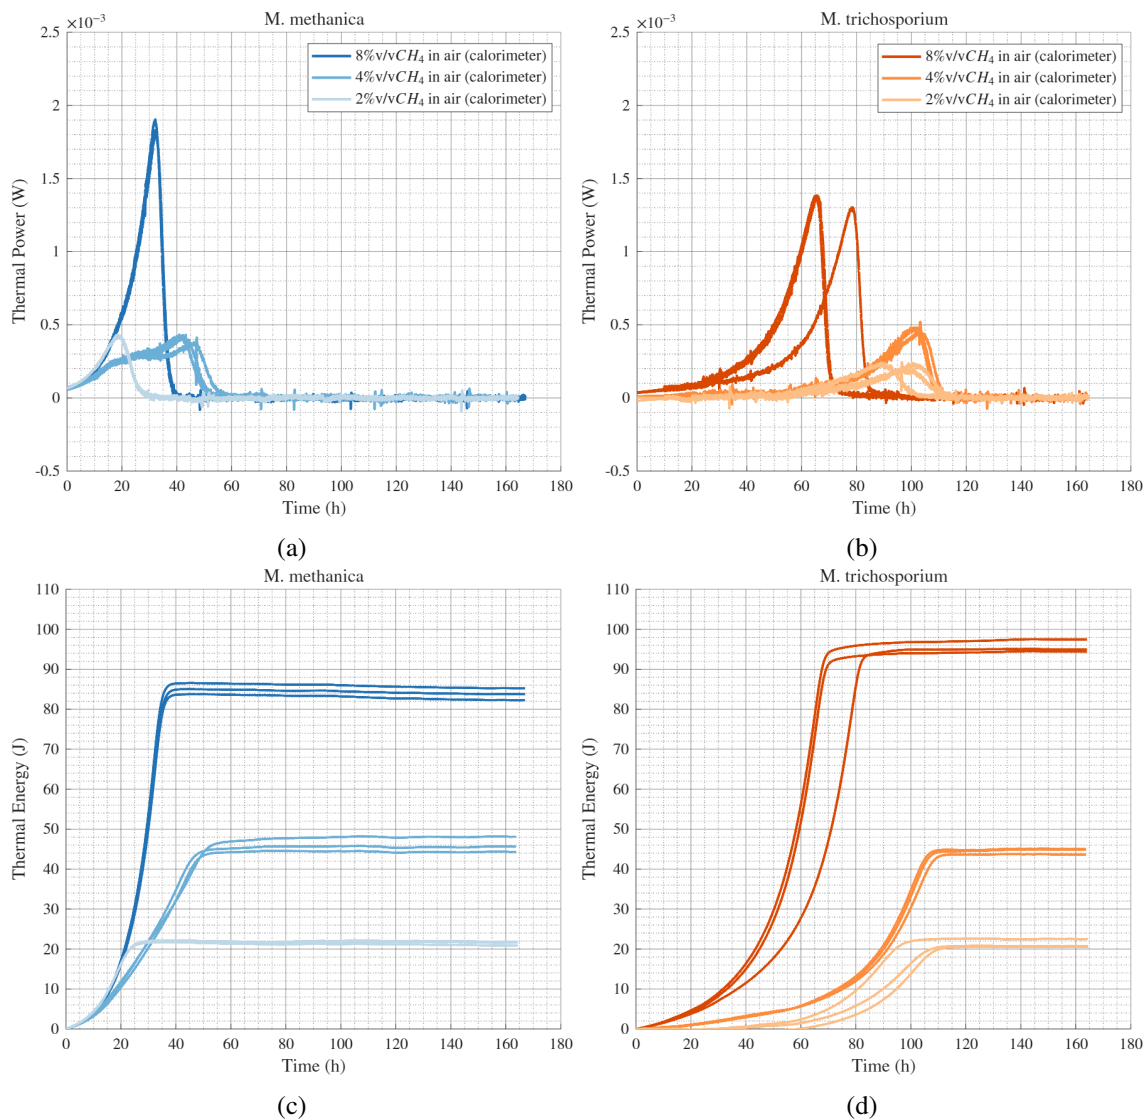 M. methanica
×10⁻³
8%v/vCH₄ in air (calorimeter)
4%v/vCH₄ in air (calorimeter)
2%v/vCH₄ in air (calorimeter)
Thermal Power (W)
2.5
2
1.5
1
0.5
0
-0.5
0 20 40 60 80 100 120 140 160 180
Time (h)
(a)
M. trichosporium
×10⁻³
8%v/vCH₄ in air (calorimeter)
4%v/vCH₄ in air (calorimeter)
2%v/vCH₄ in air (calorimeter)
Thermal Power (W)
2.5
2
1.5
1
0.5
0
-0.5
0 20 40 60 80 100 120 140 160 180
Time (h)
(b)
M. methanica
Thermal Energy (J)
110
100
90
80
70
60
50
40
30
20
10
0
0 20 40 60 80 100 120 140 160 180
Time (h)
(c)
M. trichosporium
Thermal Energy (J)
110
100
90
80
70
60
50
40
30
20
10
0
0 20 40 60 80 100 120 140 160 180
Time (h)
(d)